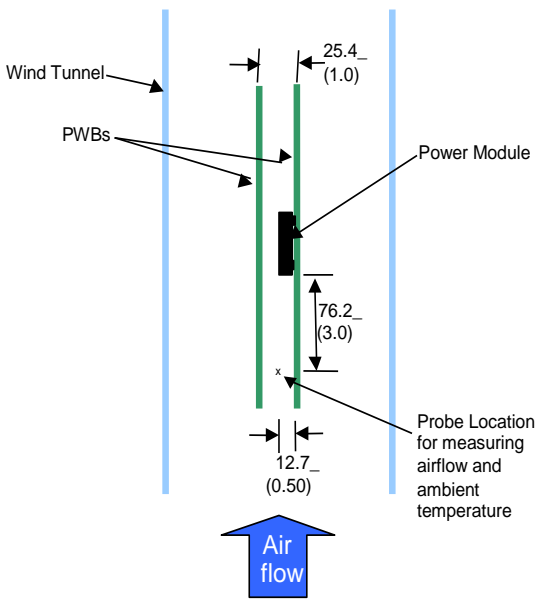 25.4_
(1.0)
Wind Tunnel
PWBs
Power Module
76.2_
(3.0)
x
Probe Location
for measuring
airflow and
ambient
temperature
12.7_
(0.50)
Air
flow